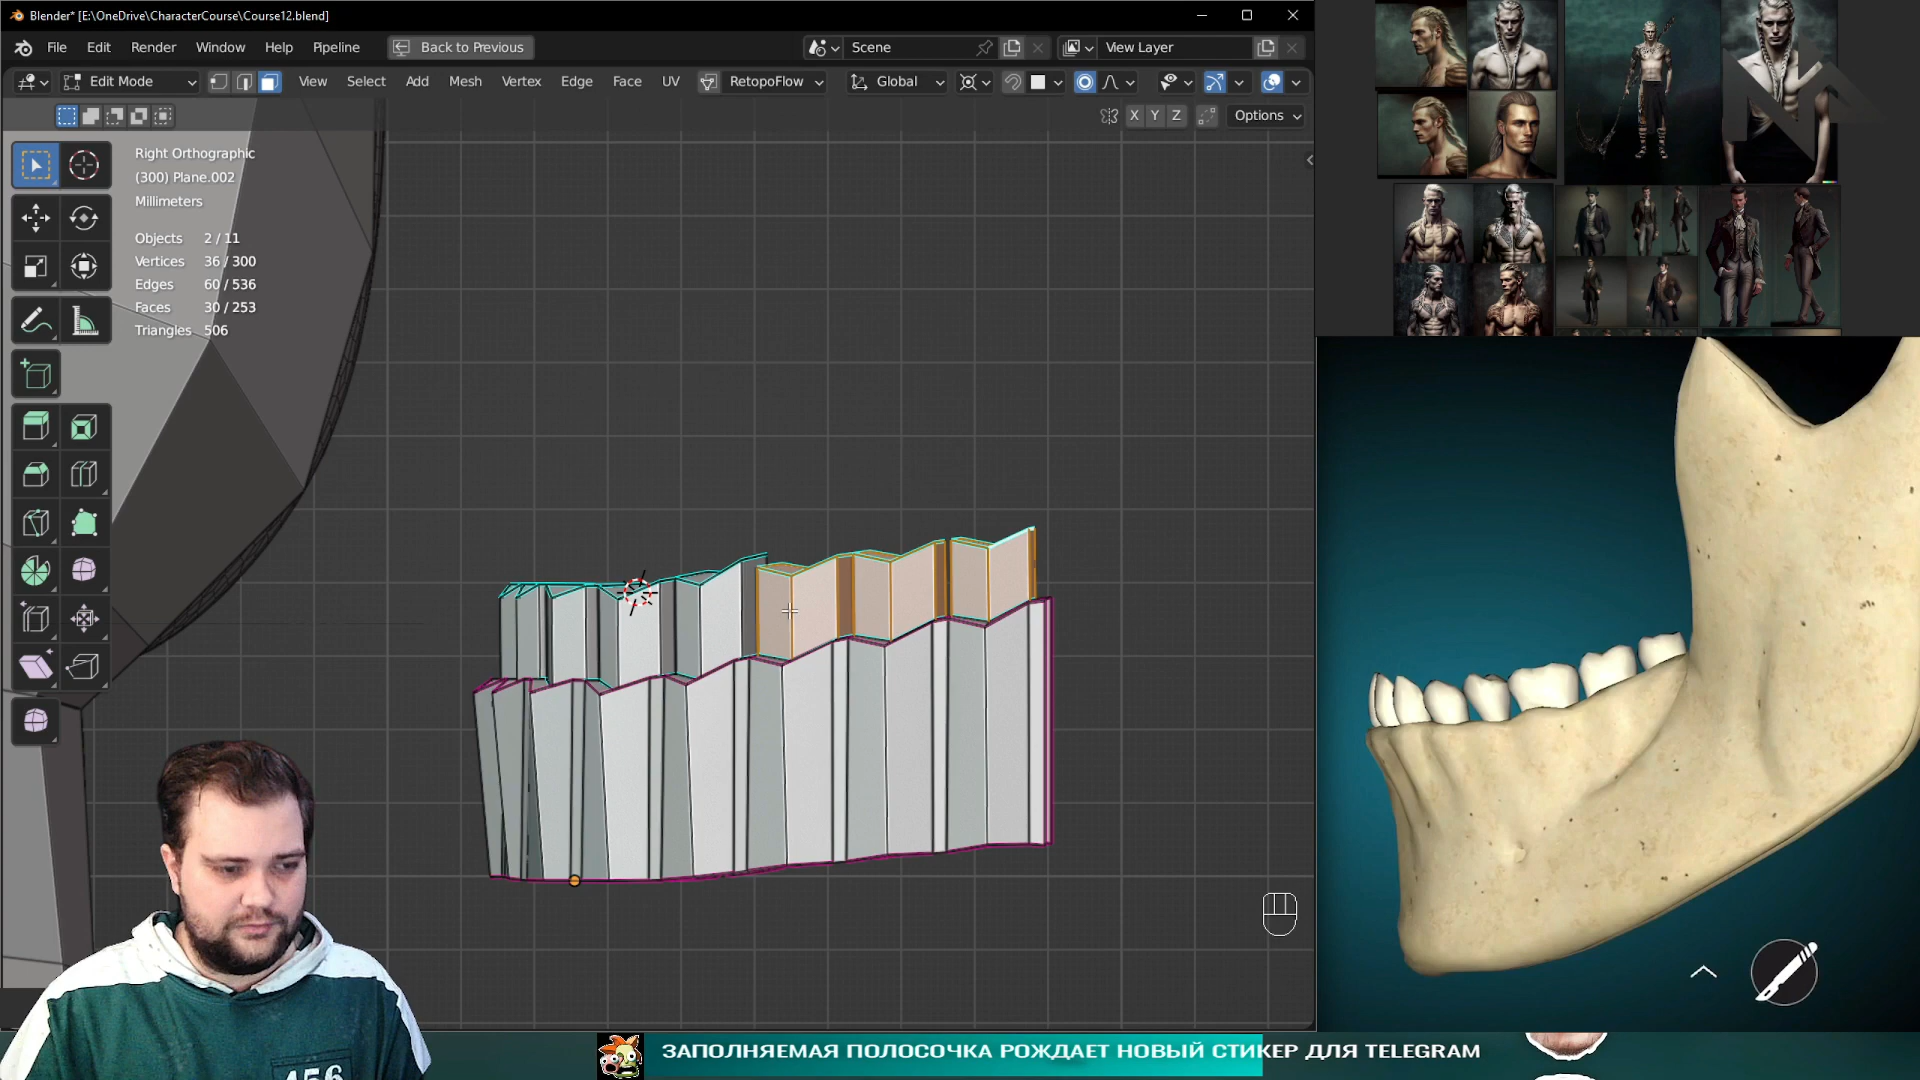 Blender* [E:\OneDrive\CharacterCourse\Course12.blend]
File Edit Render Window Help Pipeline Back to Previous Scene View Layer
Edit Mode View Select Add Mesh Vertex Edge Face UV RetopoFlow Global
X Y Z Options
Right Orthographic
(300) Plane.002
Millimeters
Objects 2 / 11
Vertices 36 / 300
Edges 60 / 536
Faces 30 / 253
Triangles 506
456
ЗАПОЛНЯЕМАЯ ПОЛОСОЧКА РОЖДАЕТ НОВЫЙ СТИКЕР ДЛЯ TELEGRAM